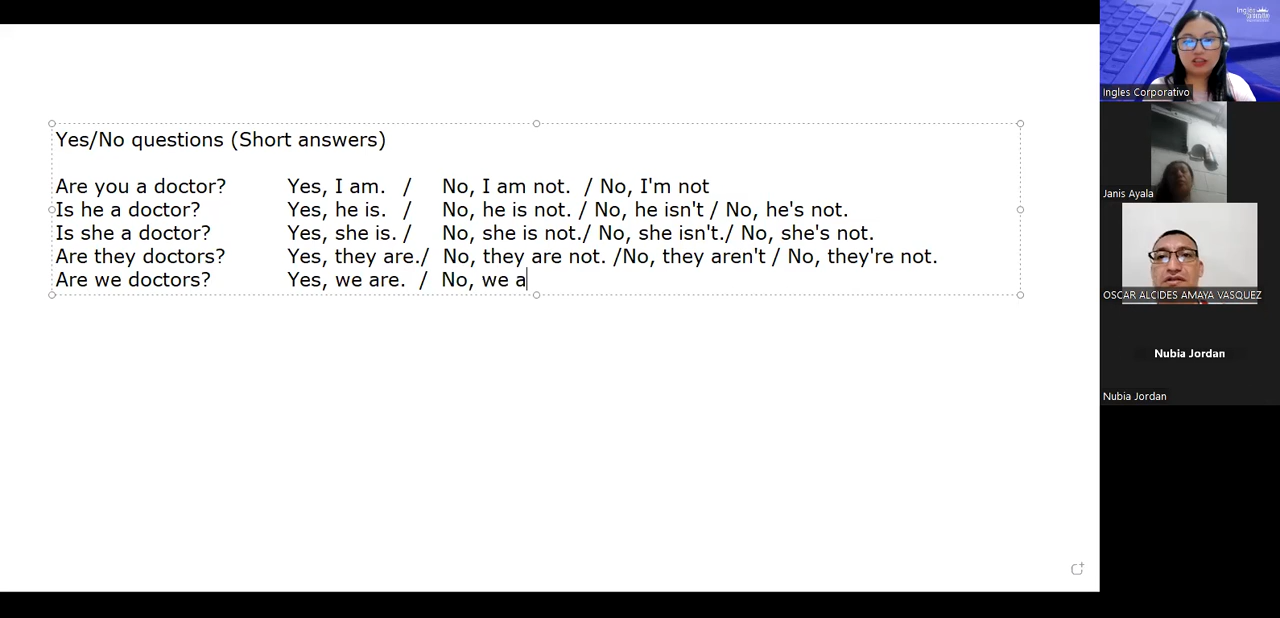 Yes/No questions (Short answers)
Are you a doctor? Yes, I am. / No, I am not. / No, I'm not
Is he a doctor? Yes, he is. / No, he is not. / No, he isn't / No, he's not.
Is she a doctor? Yes, she is. / No, she is not./ No, she isn't./ No, she's not.
Are they doctors? Yes, they are./ No, they are not. /No, they aren't / No, they're not.
Are we doctors? Yes, we are. / No, we a
Ingles
Ingles Corporativo
Janis Ayala
OSCAR ALCIDES AMAYA VASQUEZ
Nubia Jordan
Nubia Jordan